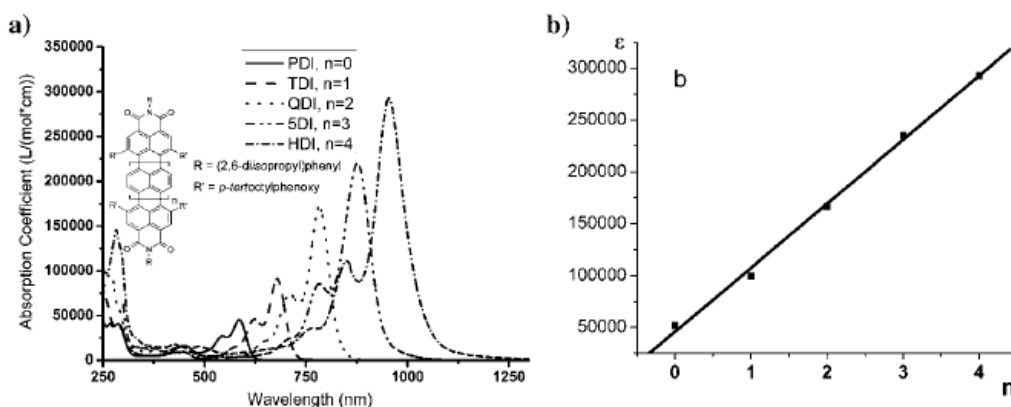 a)
Absorption Coefficient (L/(mol*cm))
350000
300000
250000
200000
150000
100000
50000
0
PDI, n=0
TDI, n=1
QDI, n=2
5DI, n=3
HDI, n=4
R
O N O
R' R'
R = (2,6-diisopropyl)phenyl
R' = p-tertoctylphenoxy
n
R' R'
O N O
R
250 500 750 1000 1250
Wavelength (nm)
b)
ε
b
300000
250000
200000
150000
100000
50000
0 1 2 3 4
n